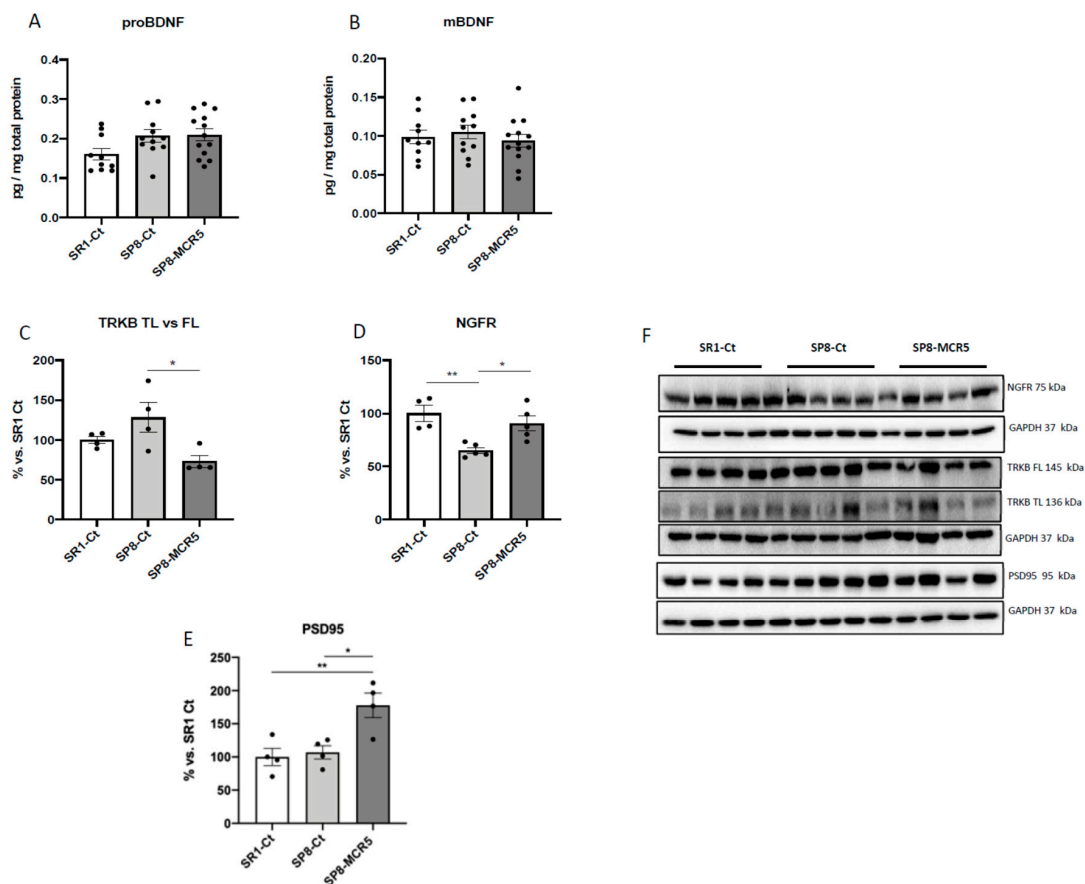 A
proBDNF
pg / mg total protein
0.4
0.3
0.2
0.1
0.0
SR1-Ct
SP8-Ct
SP8-MCR5
B
mBDNF
pg / mg total protein
0.20
0.15
0.10
0.05
0.00
SR1-Ct
SP8-Ct
SP8-MCR5
C
TRKB TL vs FL
% vs. SR1 Ct
200
150
100
50
0
*
SR1-Ct
SP8-Ct
SP8-MCR5
D
NGFR
% vs. SR1 Ct
150
100
50
0
**
*
SR1-Ct
SP8-Ct
SP8-MCR5
F
SR1-Ct
SP8-Ct
SP8-MCR5
NGFR 75 kDa
GAPDH 37 kDa
TRKB FL 145 kDa
TRKB TL 136 kDa
GAPDH 37 kDa
PSD95 95 kDa
GAPDH 37 kDa
E
PSD95
% vs. SR1 Ct
250
200
150
100
50
0
*
**
SR1-Ct
SP8-Ct
SP8-MCR5